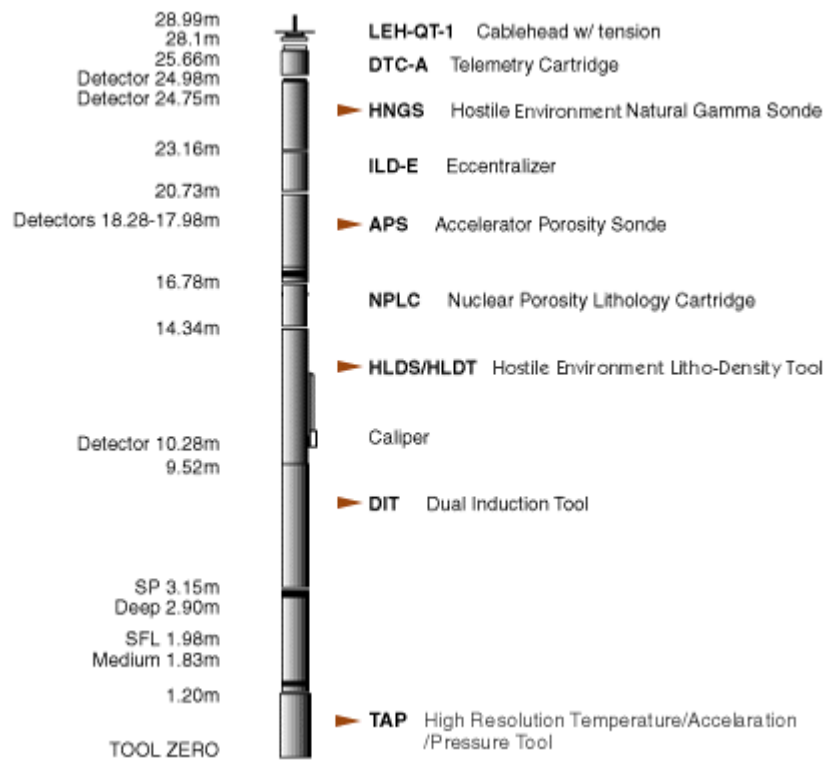 28.99m
LEH-QT-1 Cablehead w/ tension
28.1m
25.66m
DTC-A Telemetry Cartridge
Detector 24.98m
Detector 24.75m
HNGS Hostile Environment Natural Gamma Sonde
23.16m
ILD-E Eccentralizer
20.73m
Detectors 18.28-17.98m
APS Accelerator Porosity Sonde
16.78m
NPLC Nuclear Porosity Lithology Cartridge
14.34m
HLDS/HLDT Hostile Environment Litho-Density Tool
Caliper
Detector 10.28m
9.52m
DIT Dual Induction Tool
SP 3.15m
Deep 2.90m
SFL 1.98m
Medium 1.83m
1.20m
TAP High Resolution Temperature/Accelaration
/Pressure Tool
TOOL ZERO